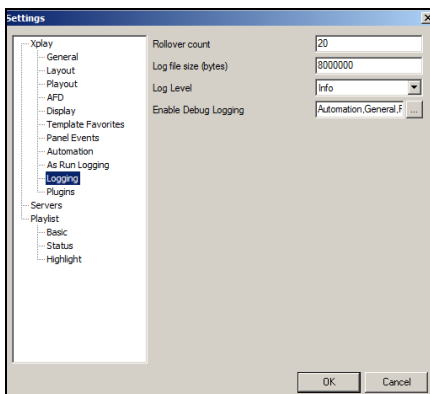 Settings
Xplay
General
Layout
Playout
AFD
Display
Template Favorites
Panel Events
Automation
As Run Logging
Logging
Plugins
Servers
Playlist
Basic
Status
Highlight
Rollover count
20
Log file size (bytes)
8000000
Log Level
Info
Enable Debug Logging
Automation,General,F
...
OK
Cancel